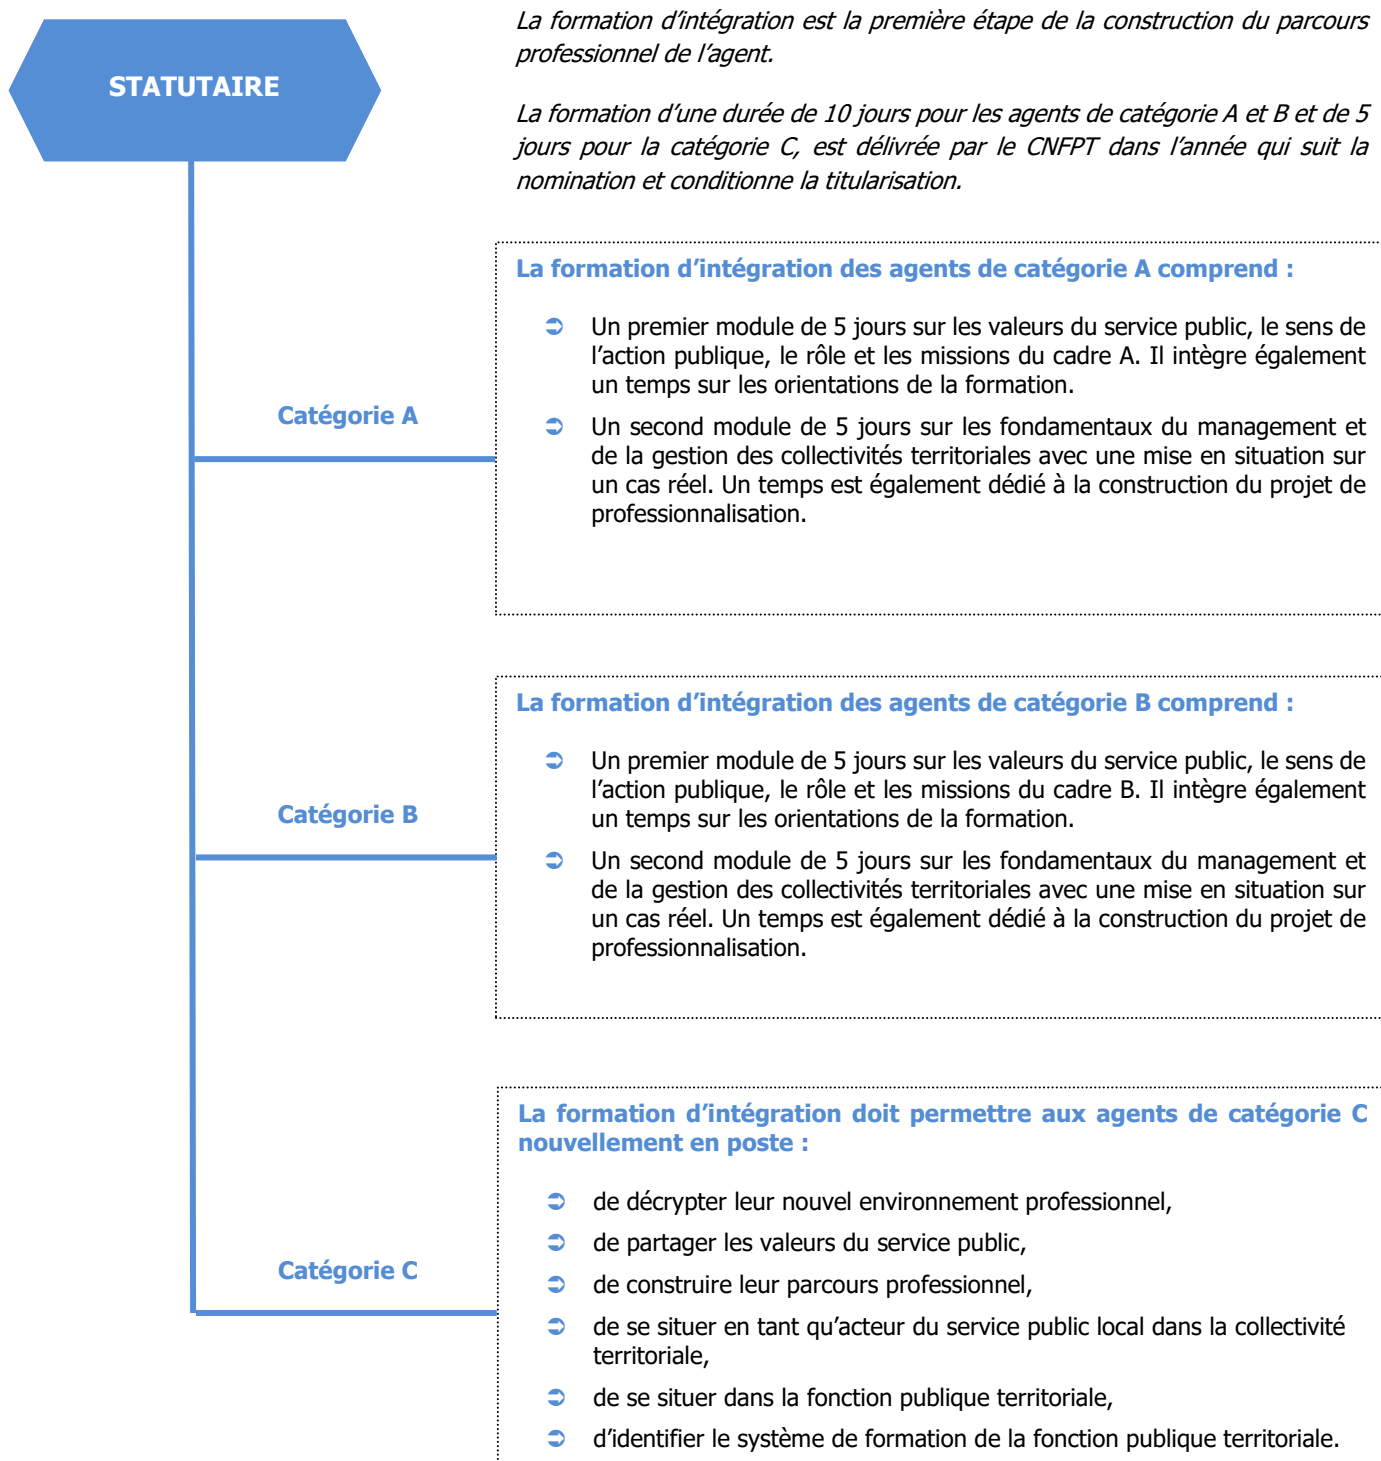 STATUTAIRE
La formation d’intégration est la première étape de la construction du parcours
professionnel de l’agent.
La formation d’une durée de 10 jours pour les agents de catégorie A et B et de 5
jours pour la catégorie C, est délivrée par le CNFPT dans l’année qui suit la
nomination et conditionne la titularisation.
Catégorie A
La formation d’intégration des agents de catégorie A comprend :
➲ Un premier module de 5 jours sur les valeurs du service public, le sens de
l’action publique, le rôle et les missions du cadre A. Il intègre également
un temps sur les orientations de la formation.
➲ Un second module de 5 jours sur les fondamentaux du management et
de la gestion des collectivités territoriales avec une mise en situation sur
un cas réel. Un temps est également dédié à la construction du projet de
professionnalisation.
Catégorie B
La formation d’intégration des agents de catégorie B comprend :
➲ Un premier module de 5 jours sur les valeurs du service public, le sens de
l’action publique, le rôle et les missions du cadre B. Il intègre également
un temps sur les orientations de la formation.
➲ Un second module de 5 jours sur les fondamentaux du management et
de la gestion des collectivités territoriales avec une mise en situation sur
un cas réel. Un temps est également dédié à la construction du projet de
professionnalisation.
Catégorie C
La formation d’intégration doit permettre aux agents de catégorie C
nouvellement en poste :
➲ de décrypter leur nouvel environnement professionnel,
➲ de partager les valeurs du service public,
➲ de construire leur parcours professionnel,
➲ de se situer en tant qu’acteur du service public local dans la collectivité
territoriale,
➲ de se situer dans la fonction publique territoriale,
➲ d’identifier le système de formation de la fonction publique territoriale.